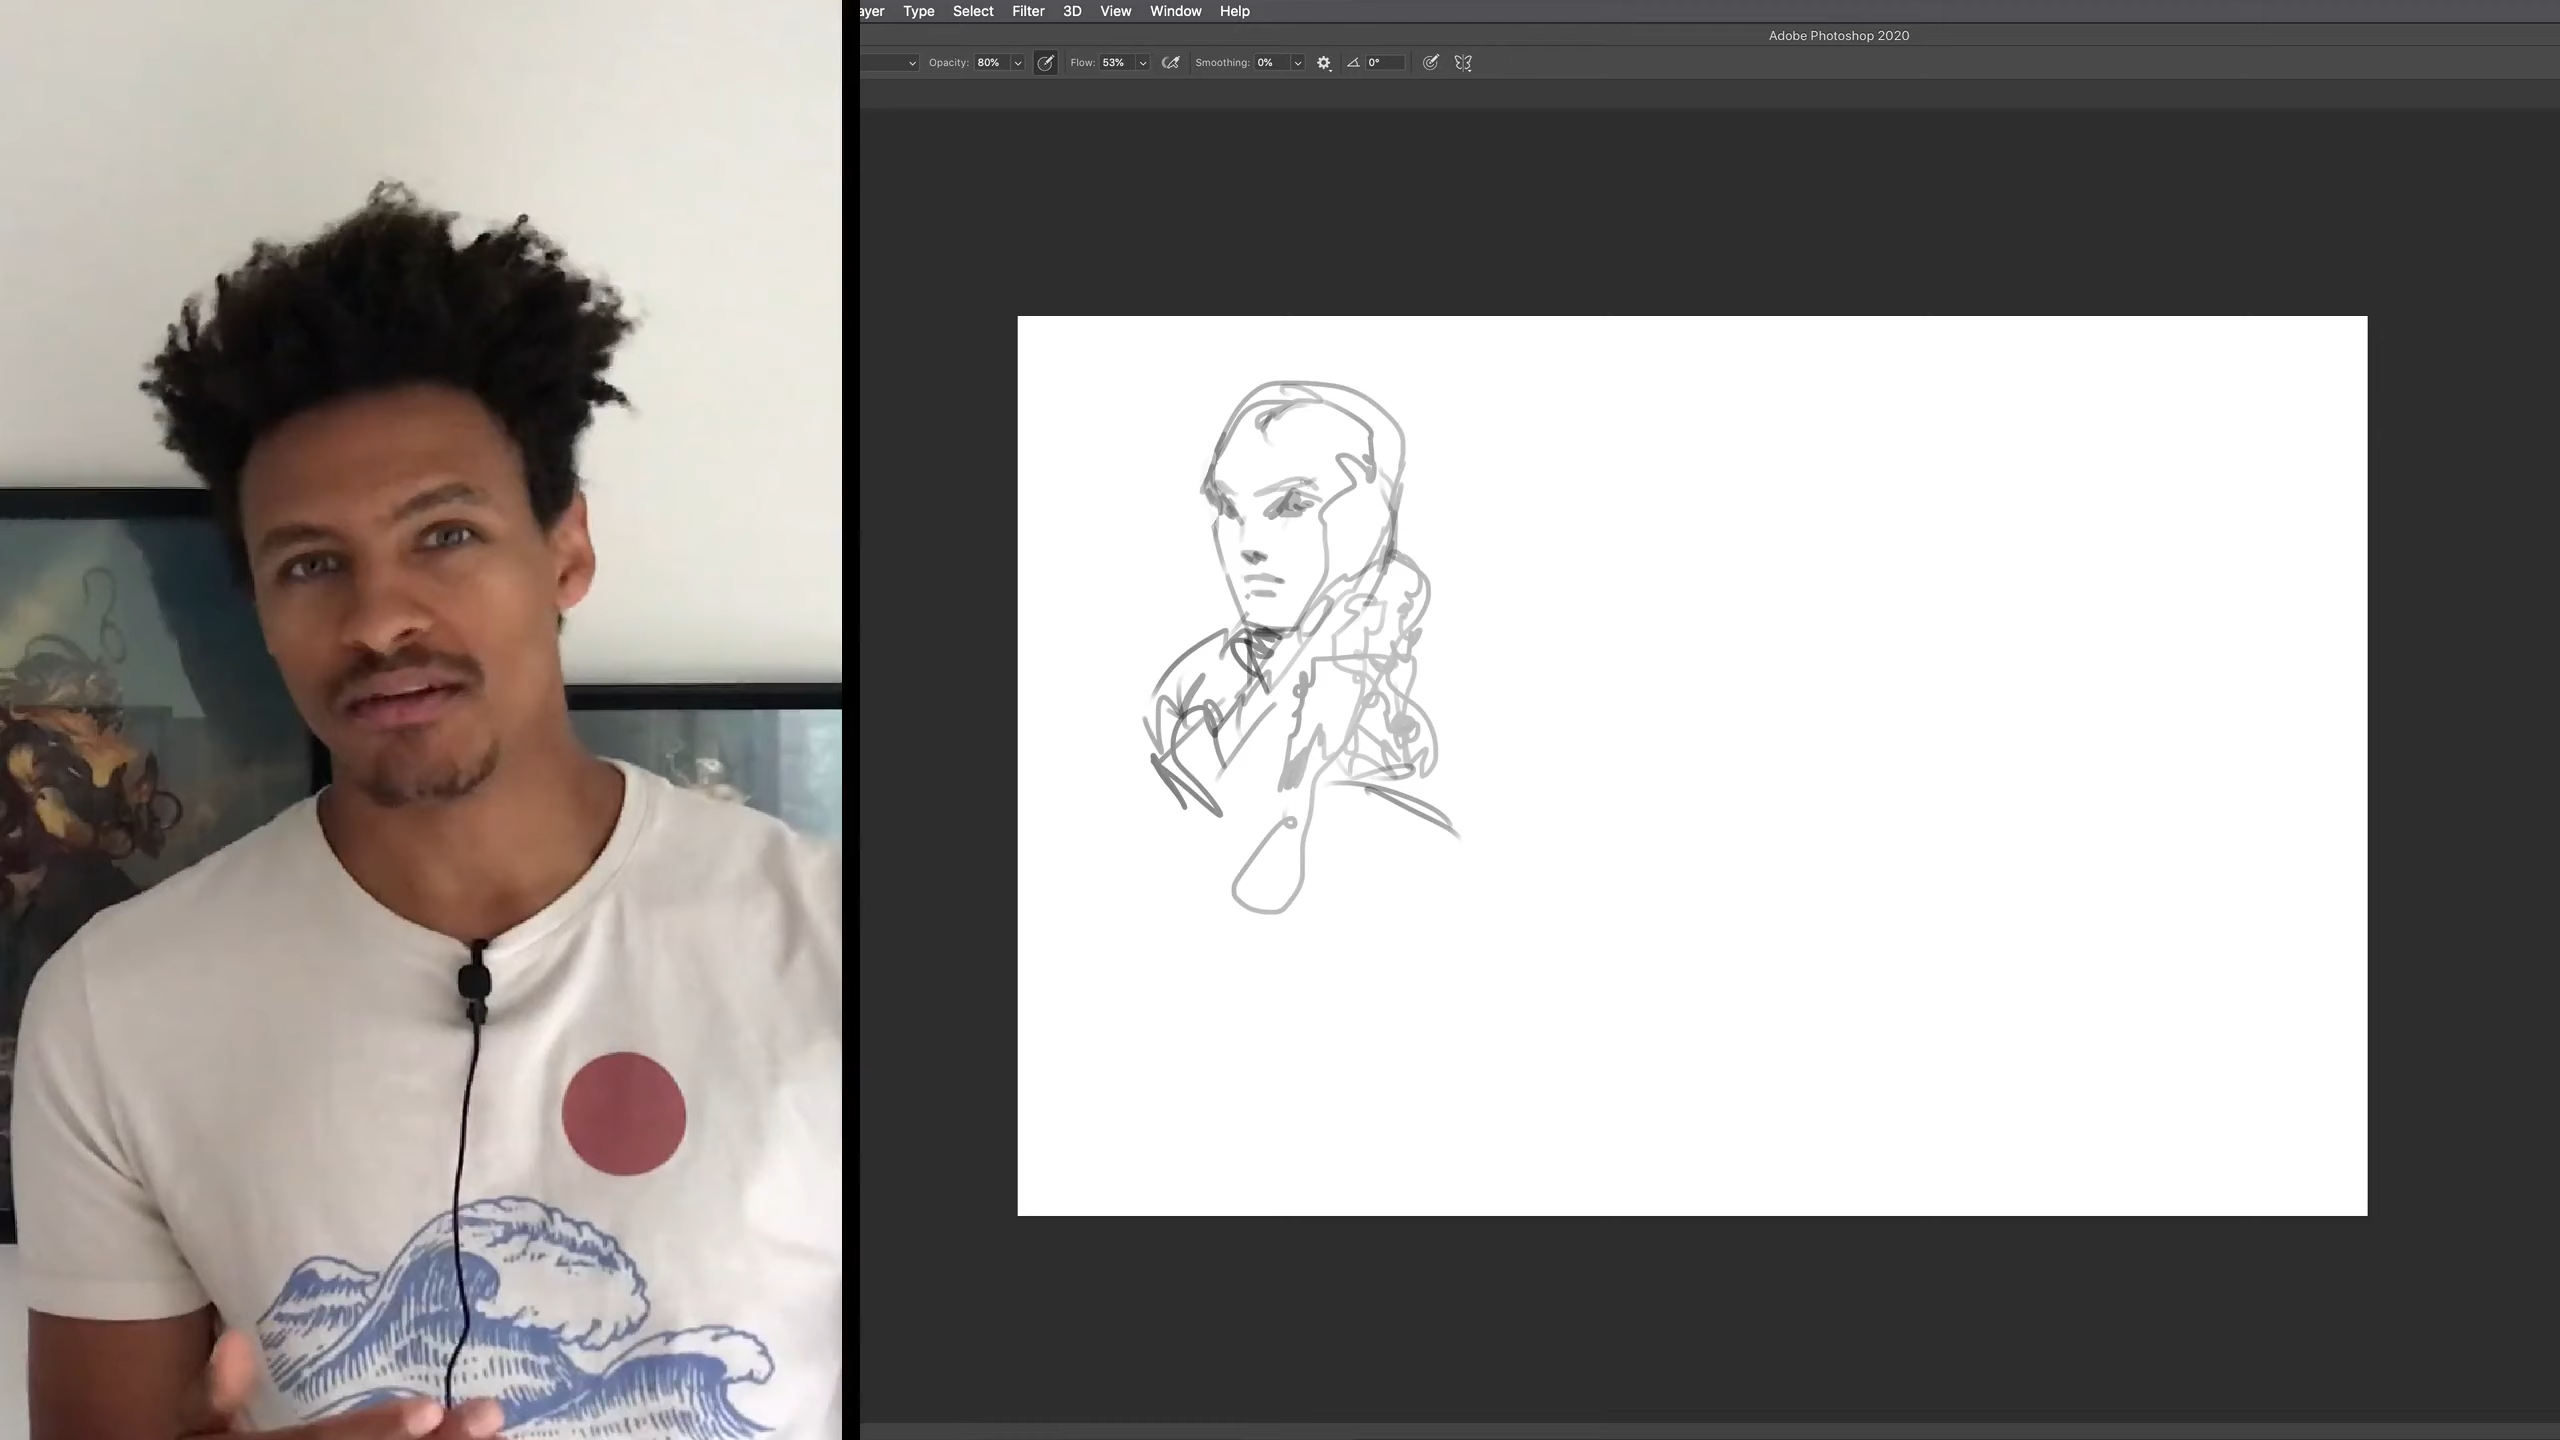 ayer Type Select Filter 3D View Window Help
Adobe Photoshop 2020
Opacity: 80% Flow: 53% Smoothing: 0% 0°